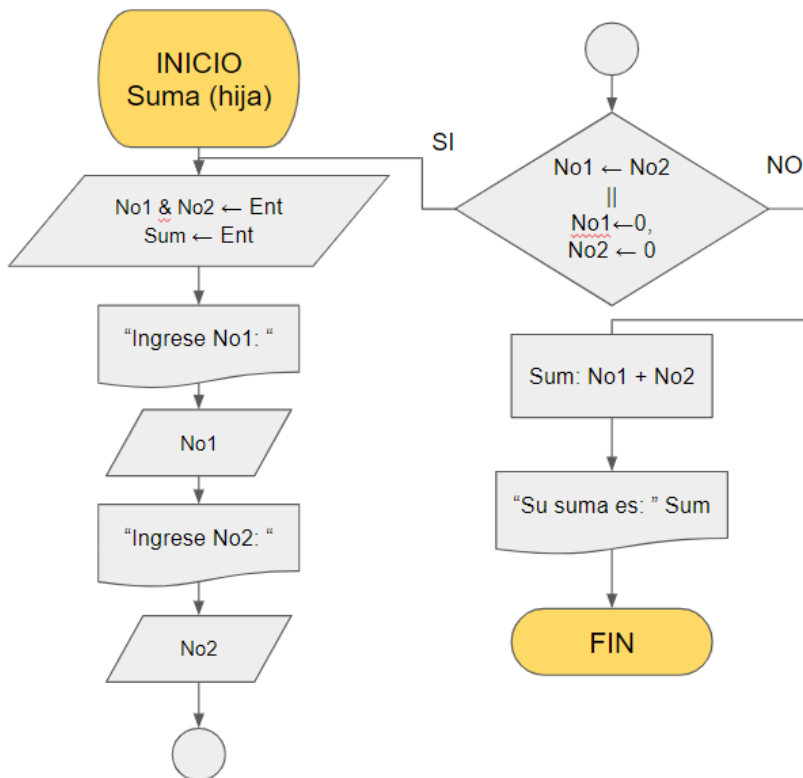 INICIO
Suma (hija)
No1 & No2 ← Ent
Sum ← Ent
“Ingrese No1: “
No1
“Ingrese No2: “
No2
SI
NO
No1 ← No2
||
No1←0,
No2 ← 0
Sum: No1 + No2
“Su suma es: ” Sum
FIN